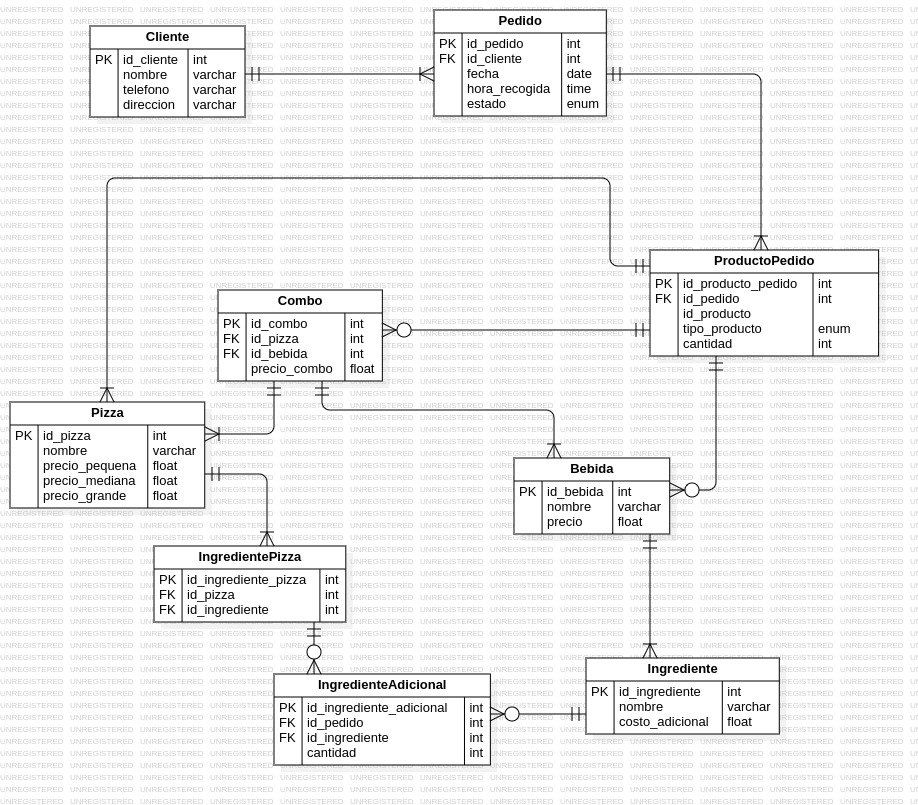 Cliente
PK id_cliente int
nombre varchar
telefono varchar
direccion varchar
Pedido
PK id_pedido int
FK id_cliente int
fecha date
hora_recogida time
estado enum
ProductoPedido
PK id_producto_pedido int
FK id_pedido int
id_producto
tipo_producto enum
cantidad int
Combo
PK id_combo int
FK id_pizza int
FK id_bebida int
precio_combo float
Pizza
PK id_pizza int
nombre varchar
precio_pequena float
precio_mediana float
precio_grande float
Bebida
PK id_bebida int
nombre varchar
precio float
IngredientePizza
PK id_ingrediente_pizza int
FK id_pizza int
FK id_ingrediente int
IngredienteAdicional
PK id_ingrediente_adicional int
FK id_pedido int
FK id_ingrediente int
cantidad int
Ingrediente
PK id_ingrediente int
nombre varchar
costo_adicional float
UNREGISTERED